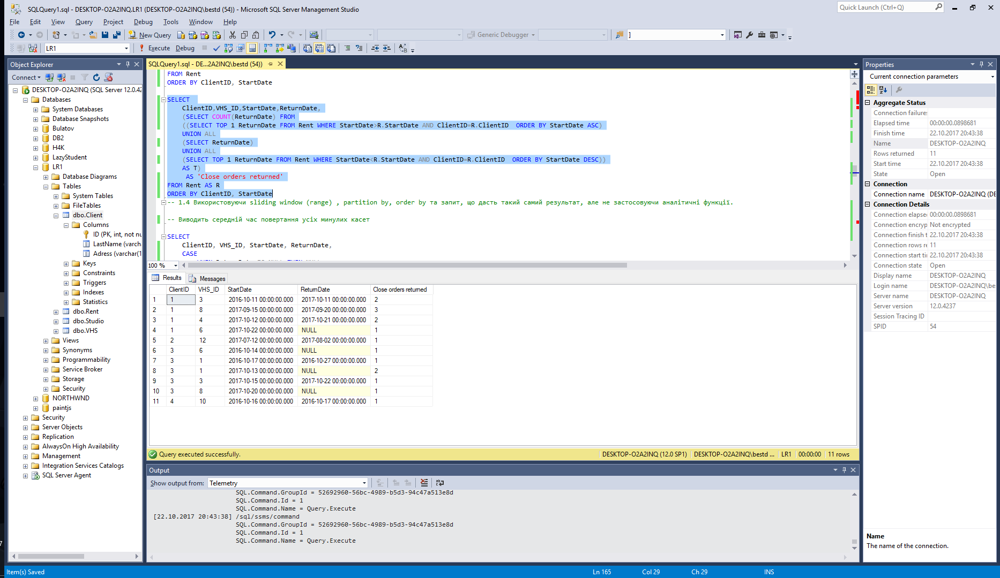 SQLQuery1.sql - DESKTOP-O2A2INQ.LR1 (DESKTOP-O2A2INQ\bestd (54)) - Microsoft SQL Server Management Studio
Quick Launch (Ctrl+Q)
File Edit View Query Project Debug Tools Window Help
New Query
Generic Debugger
]
LR1
Execute Debug
Object Explorer
Connect
DESKTOP-O2A2INQ (SQL Server 12.0.42
Databases
System Databases
Database Snapshots
Bulatov
DB2
H4K
LazyStudent
LR1
Database Diagrams
Tables
System Tables
FileTables
dbo.Client
Columns
ID (PK, int, not nu
LastName (varch
Adress (varchar(1
Keys
Constraints
Triggers
Indexes
Statistics
dbo.Rent
dbo.Studio
dbo.VHS
Views
Synonyms
Programmability
Service Broker
Storage
Security
NORTHWND
paintjs
Security
Server Objects
Replication
AlwaysOn High Availability
Management
Integration Services Catalogs
SQL Server Agent
SQLQuery1.sql - DE...2A2INQ\bestd (54))
FROM Rent
ORDER BY ClientID, StartDate
SELECT
ClientID,VHS_ID,StartDate,ReturnDate,
(SELECT COUNT(ReturnDate) FROM
((SELECT TOP 1 ReturnDate FROM Rent WHERE StartDate>R.StartDate AND ClientID=R.ClientID  ORDER BY StartDate ASC)
UNION ALL
(SELECT ReturnDate)
UNION ALL
(SELECT TOP 1 ReturnDate FROM Rent WHERE StartDate<R.StartDate AND ClientID=R.ClientID  ORDER BY StartDate DESC))
AS T)
AS 'Close orders returned'
FROM Rent AS R
ORDER BY ClientID, StartDate
-- 1.4 Використовуючи sliding window (range) , partition by, order by та запит, що дасть такий самий результат, але не застосовуючи аналітичні функції.
-- Виводить середній час повертання усіх минулих касет
SELECT
ClientID, VHS_ID, StartDate, ReturnDate,
CASE
100 %
Results Messages
ClientID VHS_ID StartDate ReturnDate Close orders returned
1 1 3 2016-10-11 00:00:00.000 2017-10-11 00:00:00.000 2
2 1 8 2017-09-15 00:00:00.000 2017-09-20 00:00:00.000 3
3 1 4 2017-10-12 00:00:00.000 2017-10-21 00:00:00.000 2
4 1 6 2017-10-22 00:00:00.000 NULL 1
5 2 12 2017-07-12 00:00:00.000 2017-08-02 00:00:00.000 1
6 3 6 2016-10-14 00:00:00.000 NULL 1
7 3 1 2016-10-17 00:00:00.000 2016-10-27 00:00:00.000 1
8 3 1 2017-10-13 00:00:00.000 NULL 2
9 3 3 2017-10-15 00:00:00.000 2017-10-22 00:00:00.000 1
10 3 8 2017-10-20 00:00:00.000 NULL 1
11 4 10 2016-10-16 00:00:00.000 2016-10-17 00:00:00.000 1
Query executed successfully. DESKTOP-O2A2INQ (12.0 SP1) DESKTOP-O2A2INQ\bestd ... LR1 00:00:00 11 rows
Output
Show output from: Telemetry
SQL.Command.GroupId = 52692960-56bc-4989-b5d3-94c47a513e8d
SQL.Command.Id = 1
SQL.Command.Name = Query.Execute
[22.10.2017 20:43:38] /sql/ssms/command
SQL.Command.GroupId = 52692960-56bc-4989-b5d3-94c47a513e8d
SQL.Command.Id = 1
SQL.Command.Name = Query.Execute
Properties
Current connection parameters
Aggregate Status
Connection failures
Elapsed time 00:00:00.0898681
Finish time 22.10.2017 20:43:38
Name DESKTOP-O2A2INQ
Rows returned 11
Start time 22.10.2017 20:43:38
State Open
Connection
Connection name DESKTOP-O2A2INQ (DE
Connection Details
Connection elapse 00:00:00.0898681
Connection encryp Not encrypted
Connection finish t 22.10.2017 20:43:38
Connection rows re 11
Connection start ti 22.10.2017 20:43:38
Connection state Open
Display name DESKTOP-O2A2INQ
Login name DESKTOP-O2A2INQ\be
Server name DESKTOP-O2A2INQ
Server version 12.0.4237
Session Tracing ID
SPID 54
Name
The name of the connection.
Item(s) Saved Ln 165 Col 29 Ch 29 INS